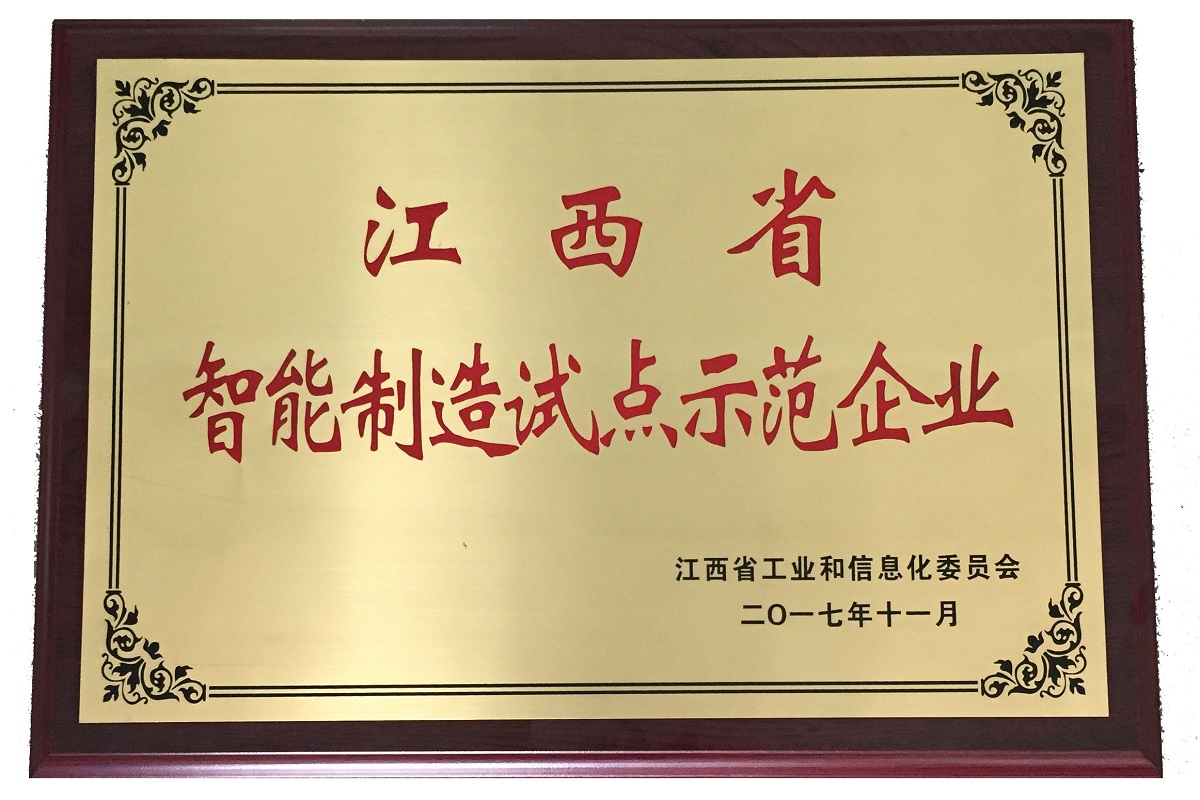 江西省
智能制造试点示范企业
江西省工业和信息化委员会
二〇一七年十一月